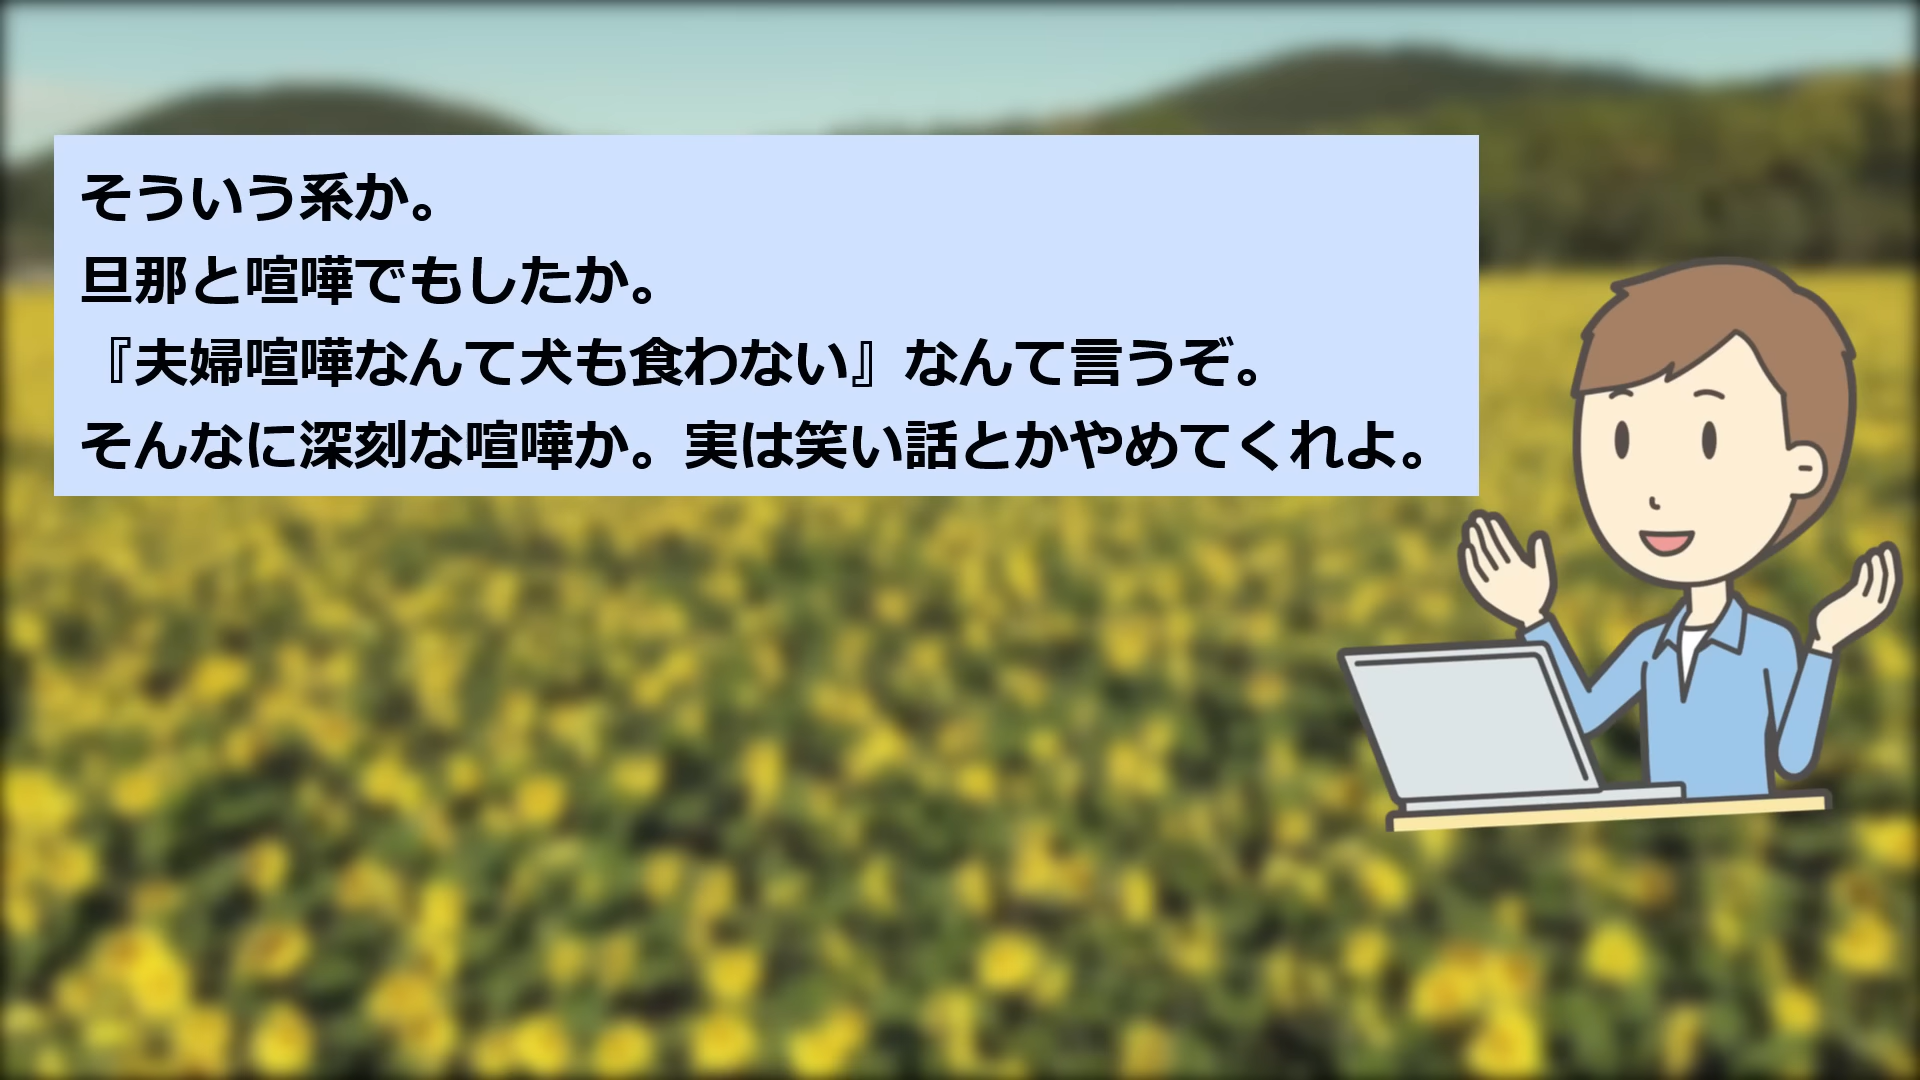 そういう系か。
旦那と喧嘩でもしたか。
『夫婦喧嘩なんて犬も食わない』なんて言うぞ。
そんなに深刻な喧嘩か。実は笑い話とかやめてくれよ。